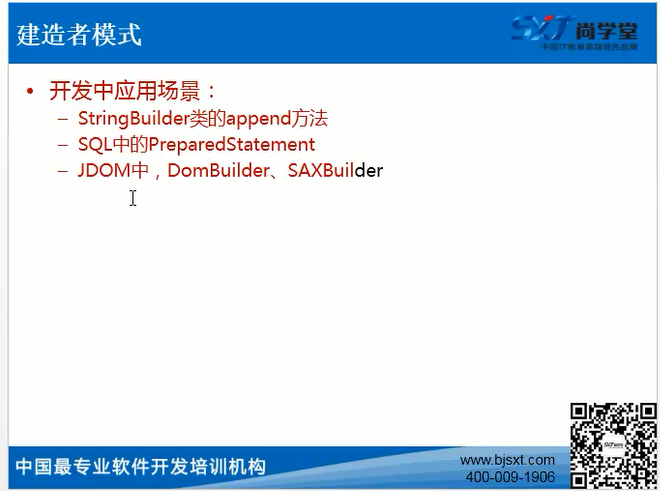 建造者模式
SXT 尚学堂
中国IT教育高端领先品牌
• 开发中应用场景：
– StringBuilder类的append方法
– SQL中的PreparedStatement
– JDOM中，DomBuilder、SAXBuilder
中国最专业软件开发培训机构
www.bjsxt.com
400-009-1906